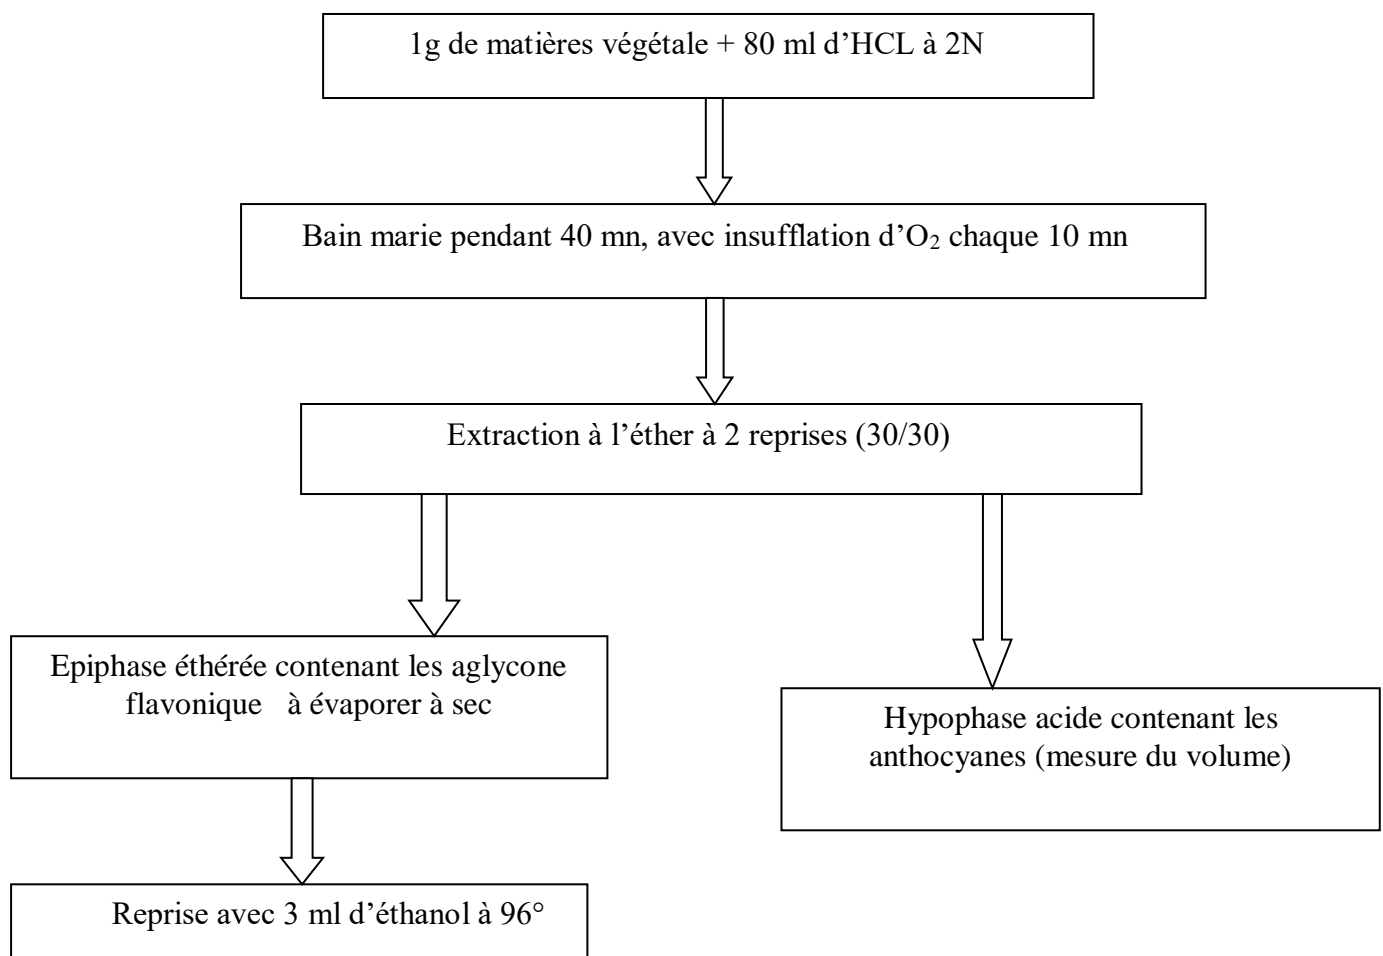 1g de matières végétale + 80 ml d’HCL à 2N
Bain marie pendant 40 mn, avec insufflation d’O₂ chaque 10 mn
Extraction à l’éther à 2 reprises (30/30)
Epiphase éthérée contenant les aglycone
flavonique à évaporer à sec
Hypophase acide contenant les
anthocyanes (mesure du volume)
Reprise avec 3 ml d’éthanol à 96°